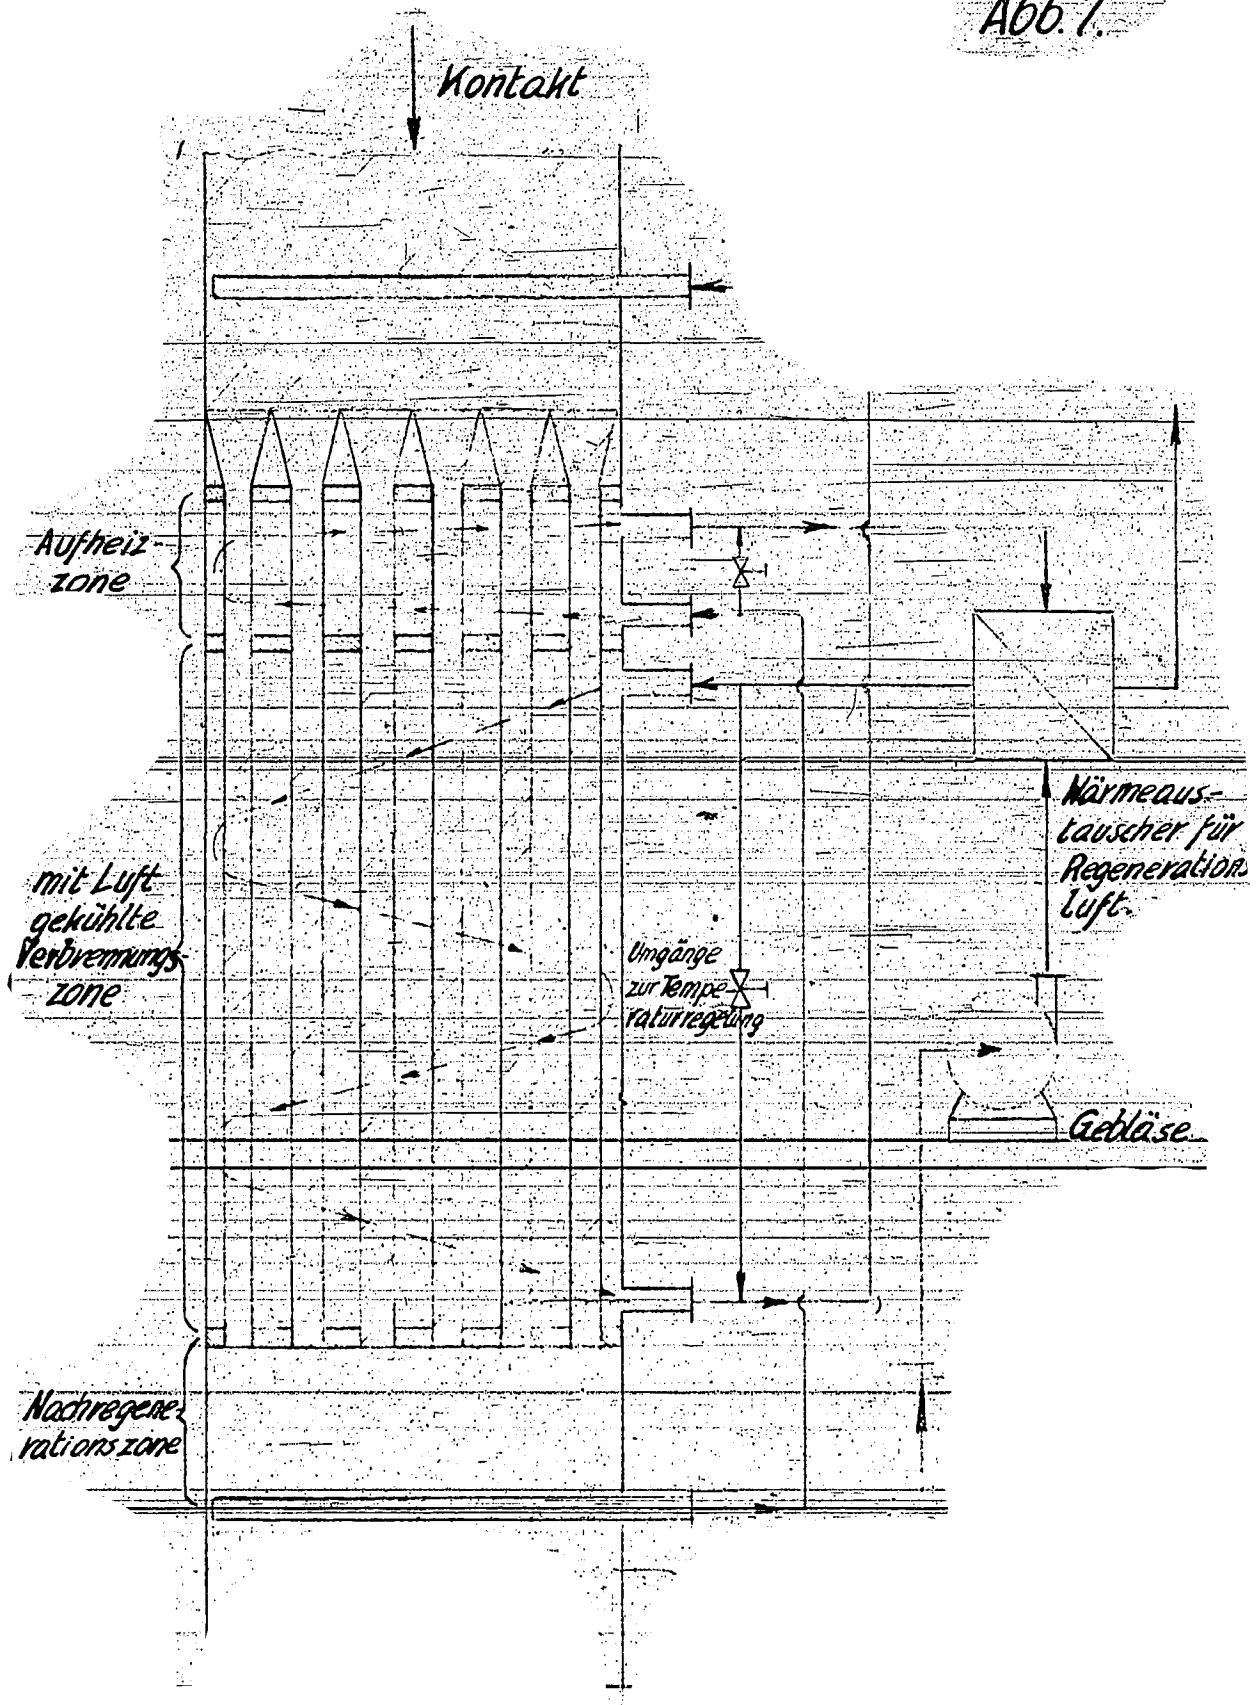 Abb. 7.
Kontakt
Aufheiz-
zone
mit Luft
gekühlte
Verbrennungs-
zone
Nachregene-
rationszone
Umgänge
zur Tempe
raturregelung
Wärmeaus-
tauscher für
Regenerations
luft.
Gebläse